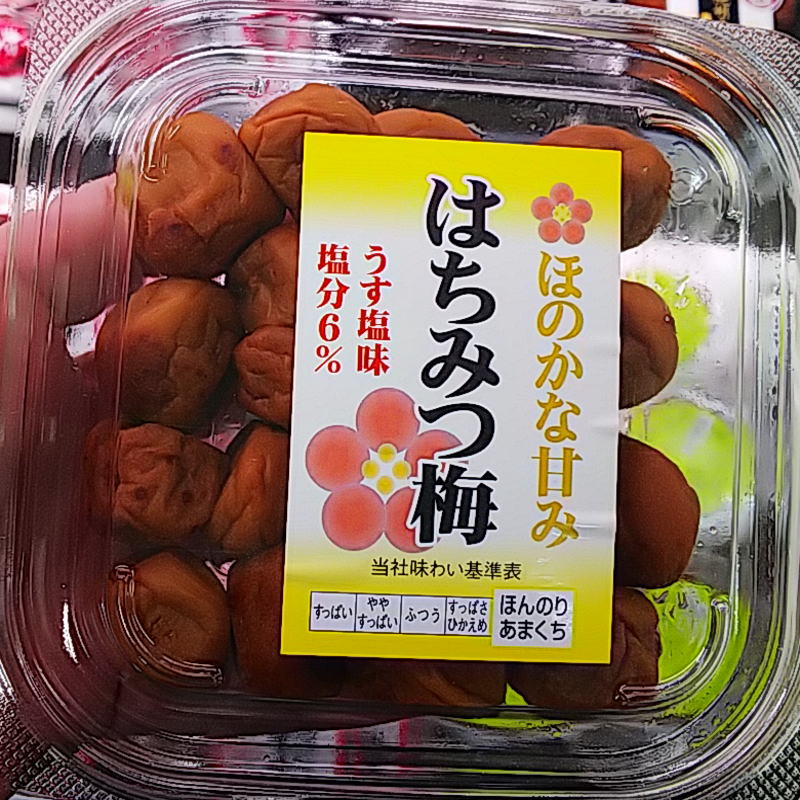 ほのかな甘み
はちみつ梅
うす塩味
塩分6%
当社味わい基準表
すっぱい
やや
すっぱい
ふつう
すっぱさ
ひかえめ
ほんのり
あまくち